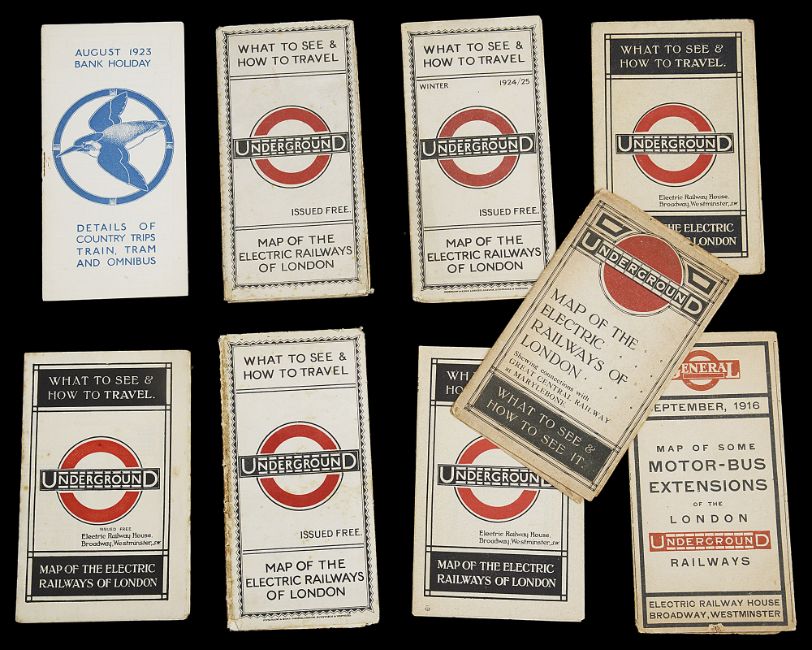 AUGUST 1923
BANK HOLIDAY
DETAILS OF
COUNTRY TRIPS
TRAIN, TRAM
AND OMNIBUS
WHAT TO SEE &
HOW TO TRAVEL
UNDERGROUND
ISSUED FREE.
MAP OF THE
ELECTRIC RAILWAYS
OF LONDON
WHAT TO SEE &
HOW TO TRAVEL
WINTER 1924/25
UNDERGROUND
ISSUED FREE.
MAP OF THE
ELECTRIC RAILWAYS
OF LONDON
WHAT TO SEE &
HOW TO TRAVEL.
UNDERGROUND
Electric Railway House,
Broadway, Westminster, SW
THE ELECTRIC
LONDON
UNDERGROUND
MAP OF THE
ELECTRIC
RAILWAYS OF
LONDON
Shewing connections with
GREAT CENTRAL RAILWAY
at MARYLEBONE
WHAT TO SEE &
HOW TO SEE IT.
WHAT TO SEE &
HOW TO TRAVEL.
UNDERGROUND
ISSUED FREE
Electric Railway House,
Broadway, Westminster, SW
MAP OF THE ELECTRIC
RAILWAYS OF LONDON
WHAT TO SEE &
HOW TO TRAVEL
UNDERGROUND
ISSUED FREE.
MAP OF THE
ELECTRIC RAILWAYS
OF LONDON
WHAT TO
HOW TO
UNDERGROUND
Electric Railway House,
Broadway, Westminster, SW
MAP OF THE ELECTRIC
RAILWAYS OF LONDON
GENERAL
SEPTEMBER, 1916
MAP OF SOME
MOTOR-BUS
EXTENSIONS
OF THE
LONDON
UNDERGROUND
RAILWAYS
ELECTRIC RAILWAY HOUSE
BROADWAY, WESTMINSTER